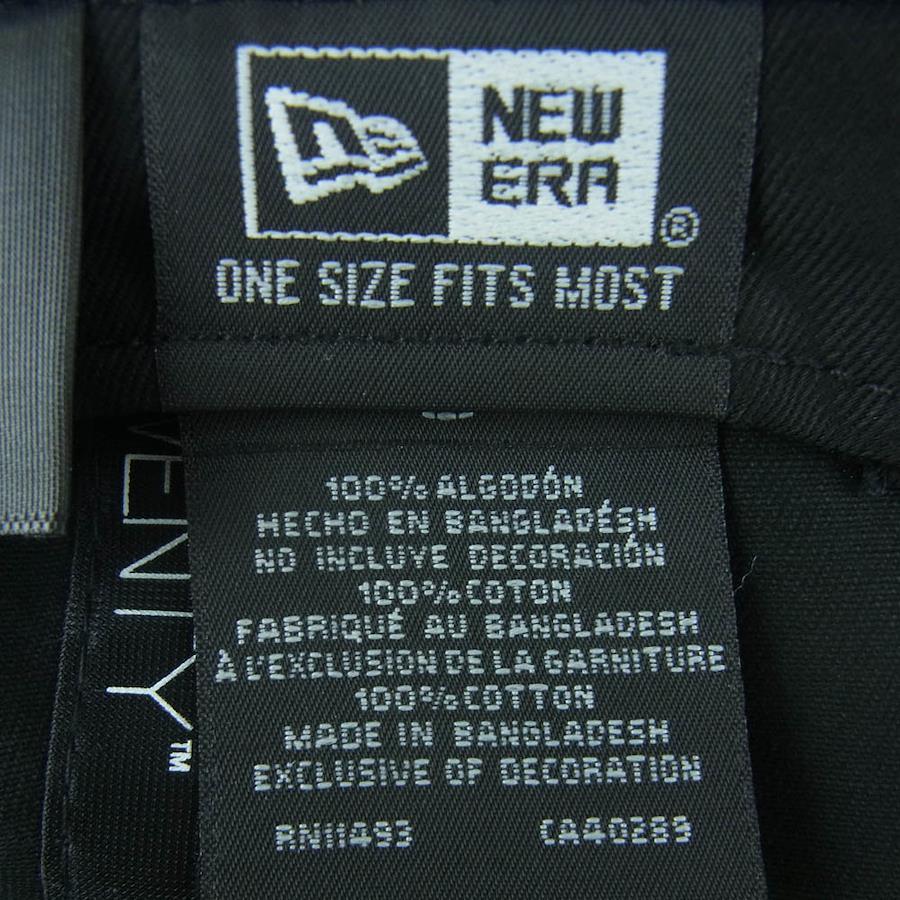 NEW
ERA
®
ONE SIZE FITS MOST
100% ALGODÓN
HECHO EN BANGLADÉSH
NO INCLUYE DECORACIÓN
100% COTON
FABRIQUÉ AU BANGLADESH
À L'EXCLUSION DE LA GARNITURE
100% COTTON
MADE IN BANGLADESH
EXCLUSIVE OF DECORATION
RN11493 CA40289
VENTY™